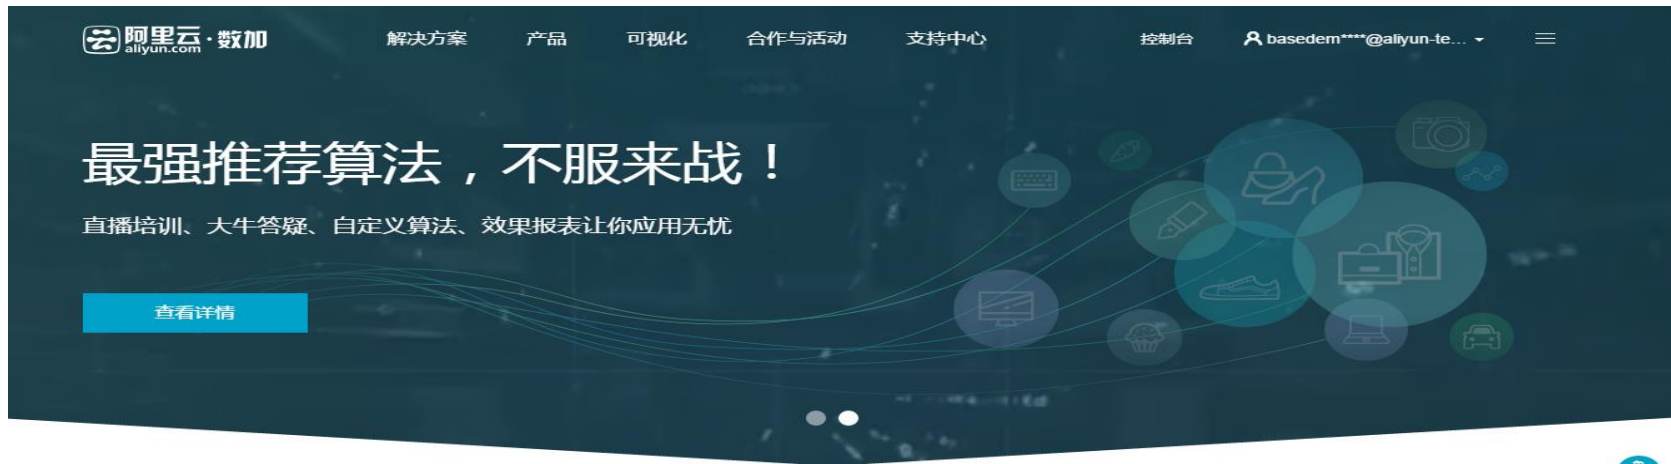 阿里云·数加
aliyun.com
解决方案 产品 可视化 合作与活动 支持中心 控制台 basedem****@aliyun-te...
最强推荐算法，不服来战！
直播培训、大牛答疑、自定义算法、效果报表让你应用无忧
查看详情